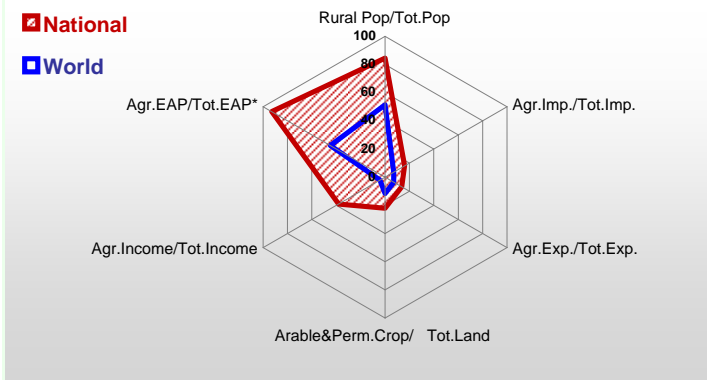 National
World
Rural Pop/Tot.Pop
100
80
60
40
20
0
Agr.EAP/Tot.EAP*
Agr.Imp./Tot.Imp.
Agr.Income/Tot.Income
Agr.Exp./Tot.Exp.
Arable&Perm.Crop/ Tot.Land